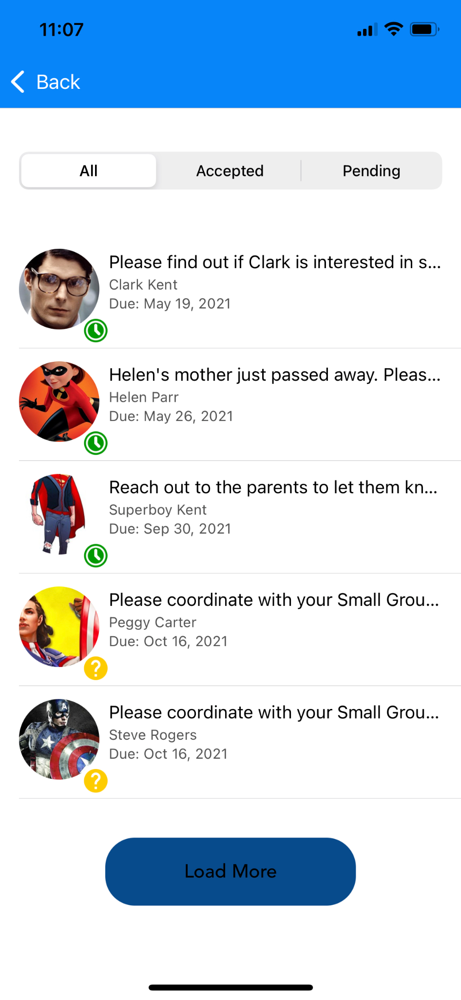 11:07
Back
All Accepted Pending
Please find out if Clark is interested in s...
Clark Kent
Due: May 19, 2021
Helen's mother just passed away. Pleas...
Helen Parr
Due: May 26, 2021
Reach out to the parents to let them kn...
Superboy Kent
Due: Sep 30, 2021
Please coordinate with your Small Grou...
Peggy Carter
Due: Oct 16, 2021
?
Please coordinate with your Small Grou...
Steve Rogers
Due: Oct 16, 2021
?
Load More